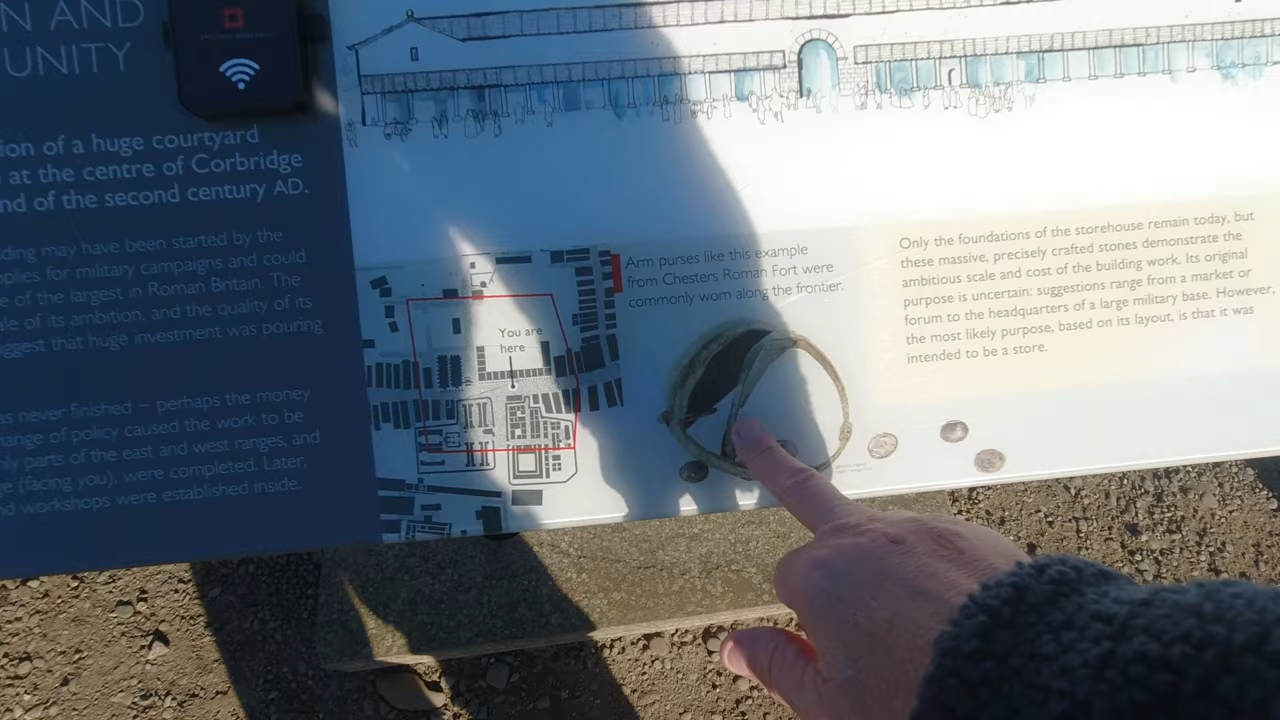 N AND
UNITY
ion of a huge courtyard
at the centre of Corbridge
nd of the second century AD.
ding may have been started by the
pplies for military campaigns and could
e of the largest in Roman Britain. The
ale of its ambition, and the quality of its
ggest that huge investment was pouring
as never finished – perhaps the money
hange of policy caused the work to be
ly parts of the east and west ranges, and
ge (facing you), were completed. Later,
nd workshops were established inside.
You are
here
Arm purses like this example
from Chesters Roman Fort were
commonly worn along the frontier.
Only the foundations of the storehouse remain today, but
these massive, precisely crafted stones demonstrate the
ambitious scale and cost of the building work. Its original
purpose is uncertain: suggestions range from a market or
forum to the headquarters of a large military base. However,
the most likely purpose, based on its layout, is that it was
intended to be a store.